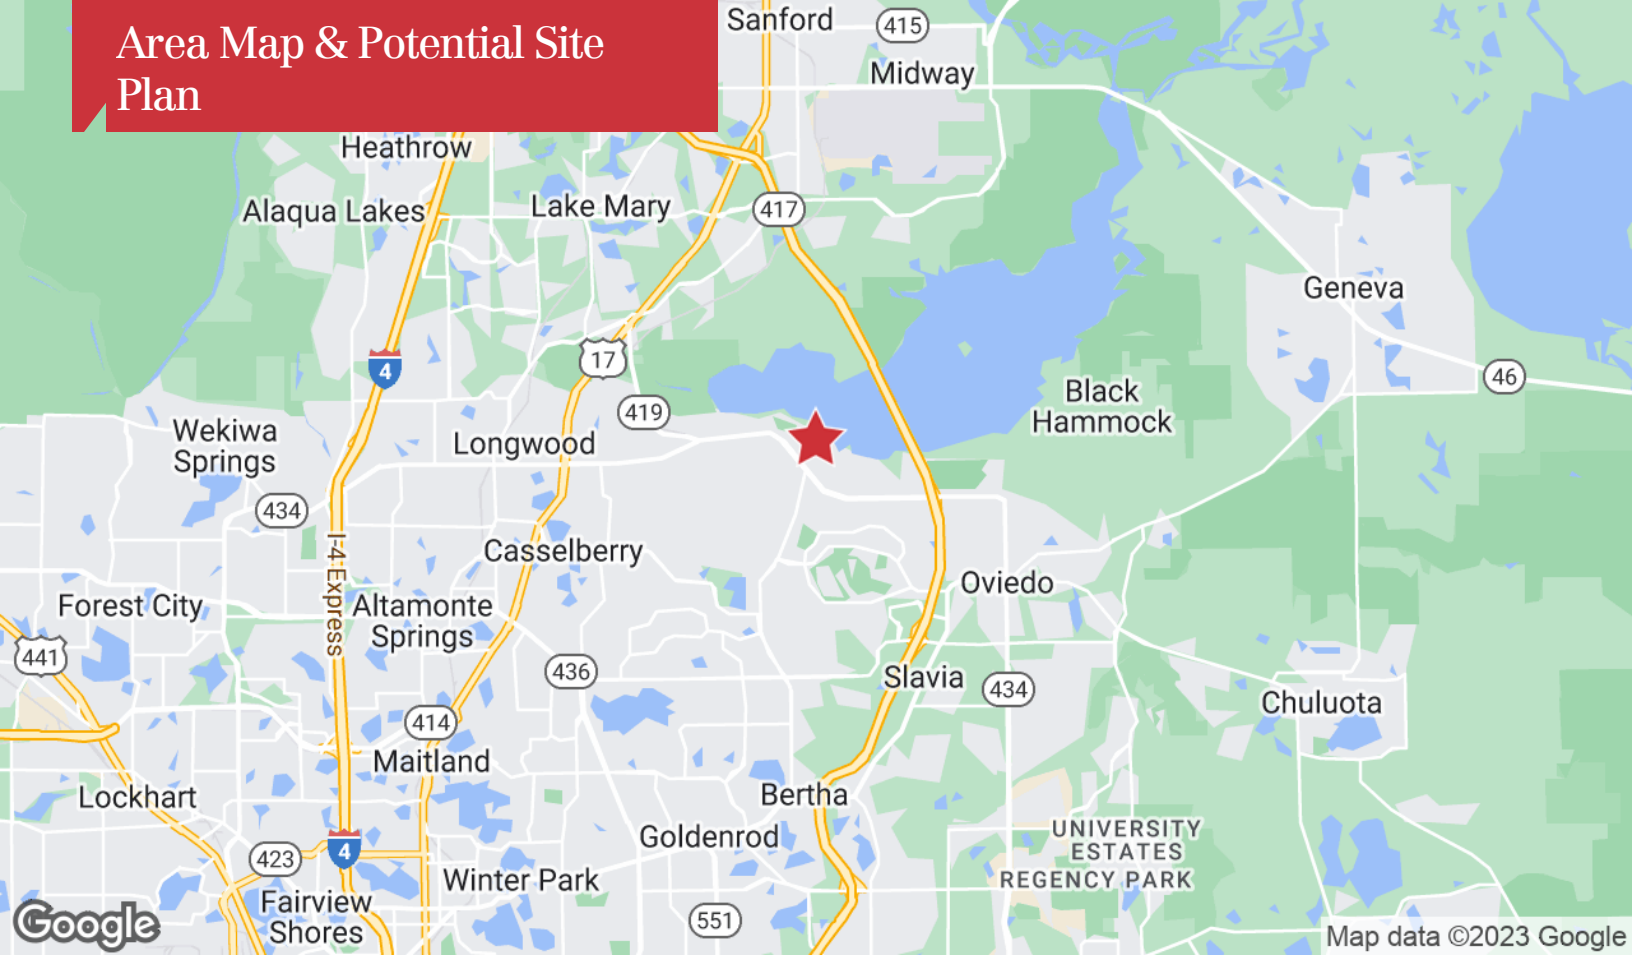 Area Map & Potential Site
Plan
Sanford
415
Midway
Heathrow
Alaqua Lakes
Lake Mary
417
Geneva
17
4
46
419
Black
Hammock
Wekiwa
Springs
Longwood
434
I-4 Express
Casselberry
Oviedo
Forest City
Altamonte
Springs
441
436
Slavia
434
Chuluota
414
Maitland
Lockhart
Bertha
Goldenrod
UNIVERSITY
ESTATES
REGENCY PARK
423
4
Winter Park
Fairview
Shores
551
Google
Map data ©2023 Google